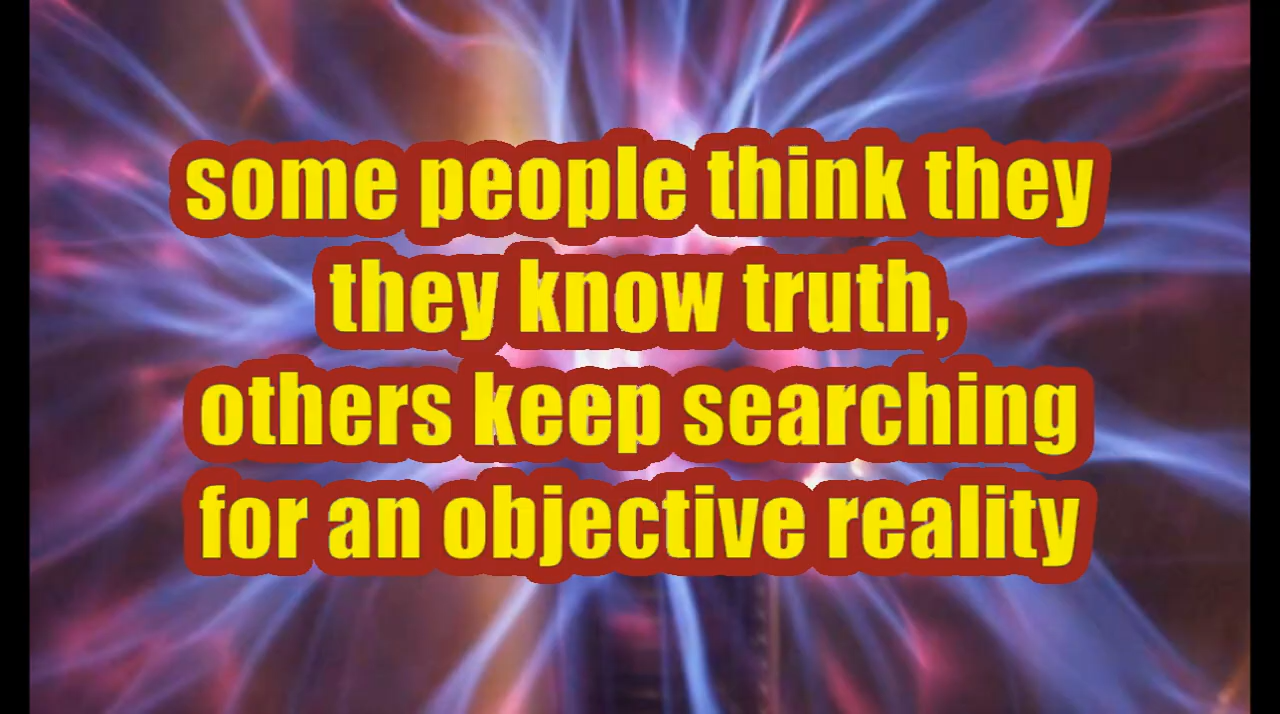 some people think they
they know truth,
others keep searching
for an objective reality